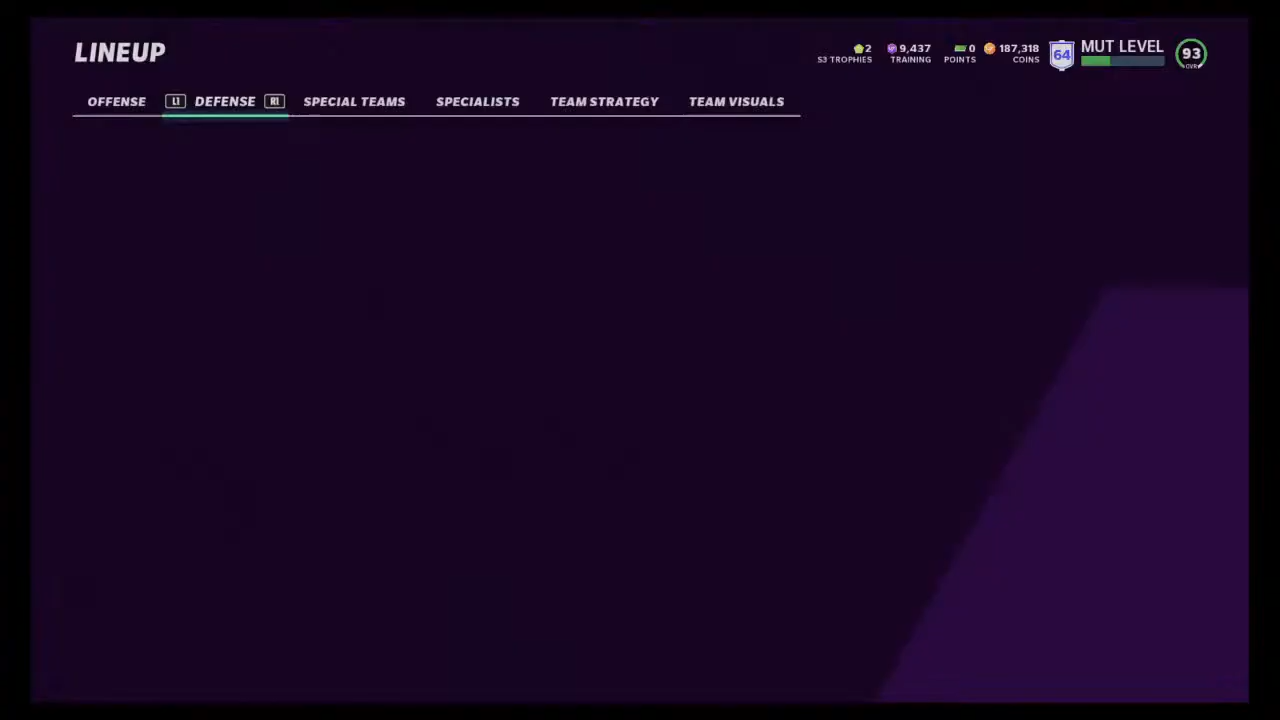 LINEUP
2 9,437 0 187,318 64 MUT LEVEL 93
S3 TROPHIES TRAINING POINTS COINS OVR
OFFENSE L1 DEFENSE R1 SPECIAL TEAMS SPECIALISTS TEAM STRATEGY TEAM VISUALS